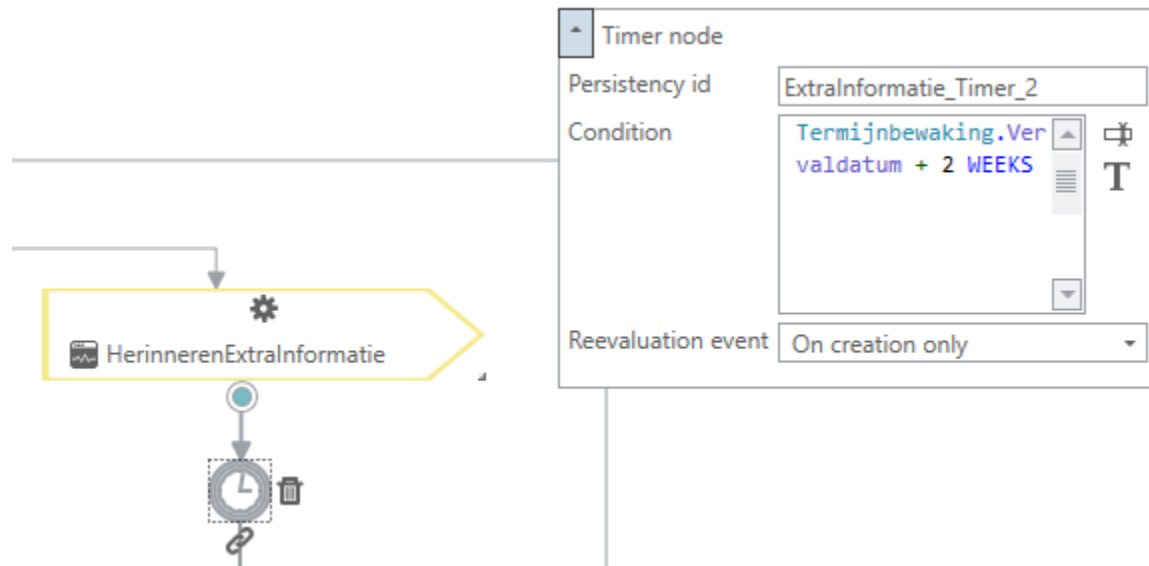 Timer node
Persistency id
ExtraInformatie_Timer_2
Condition
Termijnbewaking.Ver
valdatum + 2 WEEKS
T
Reevaluation event
On creation only
HerinnerenExtraInformatie